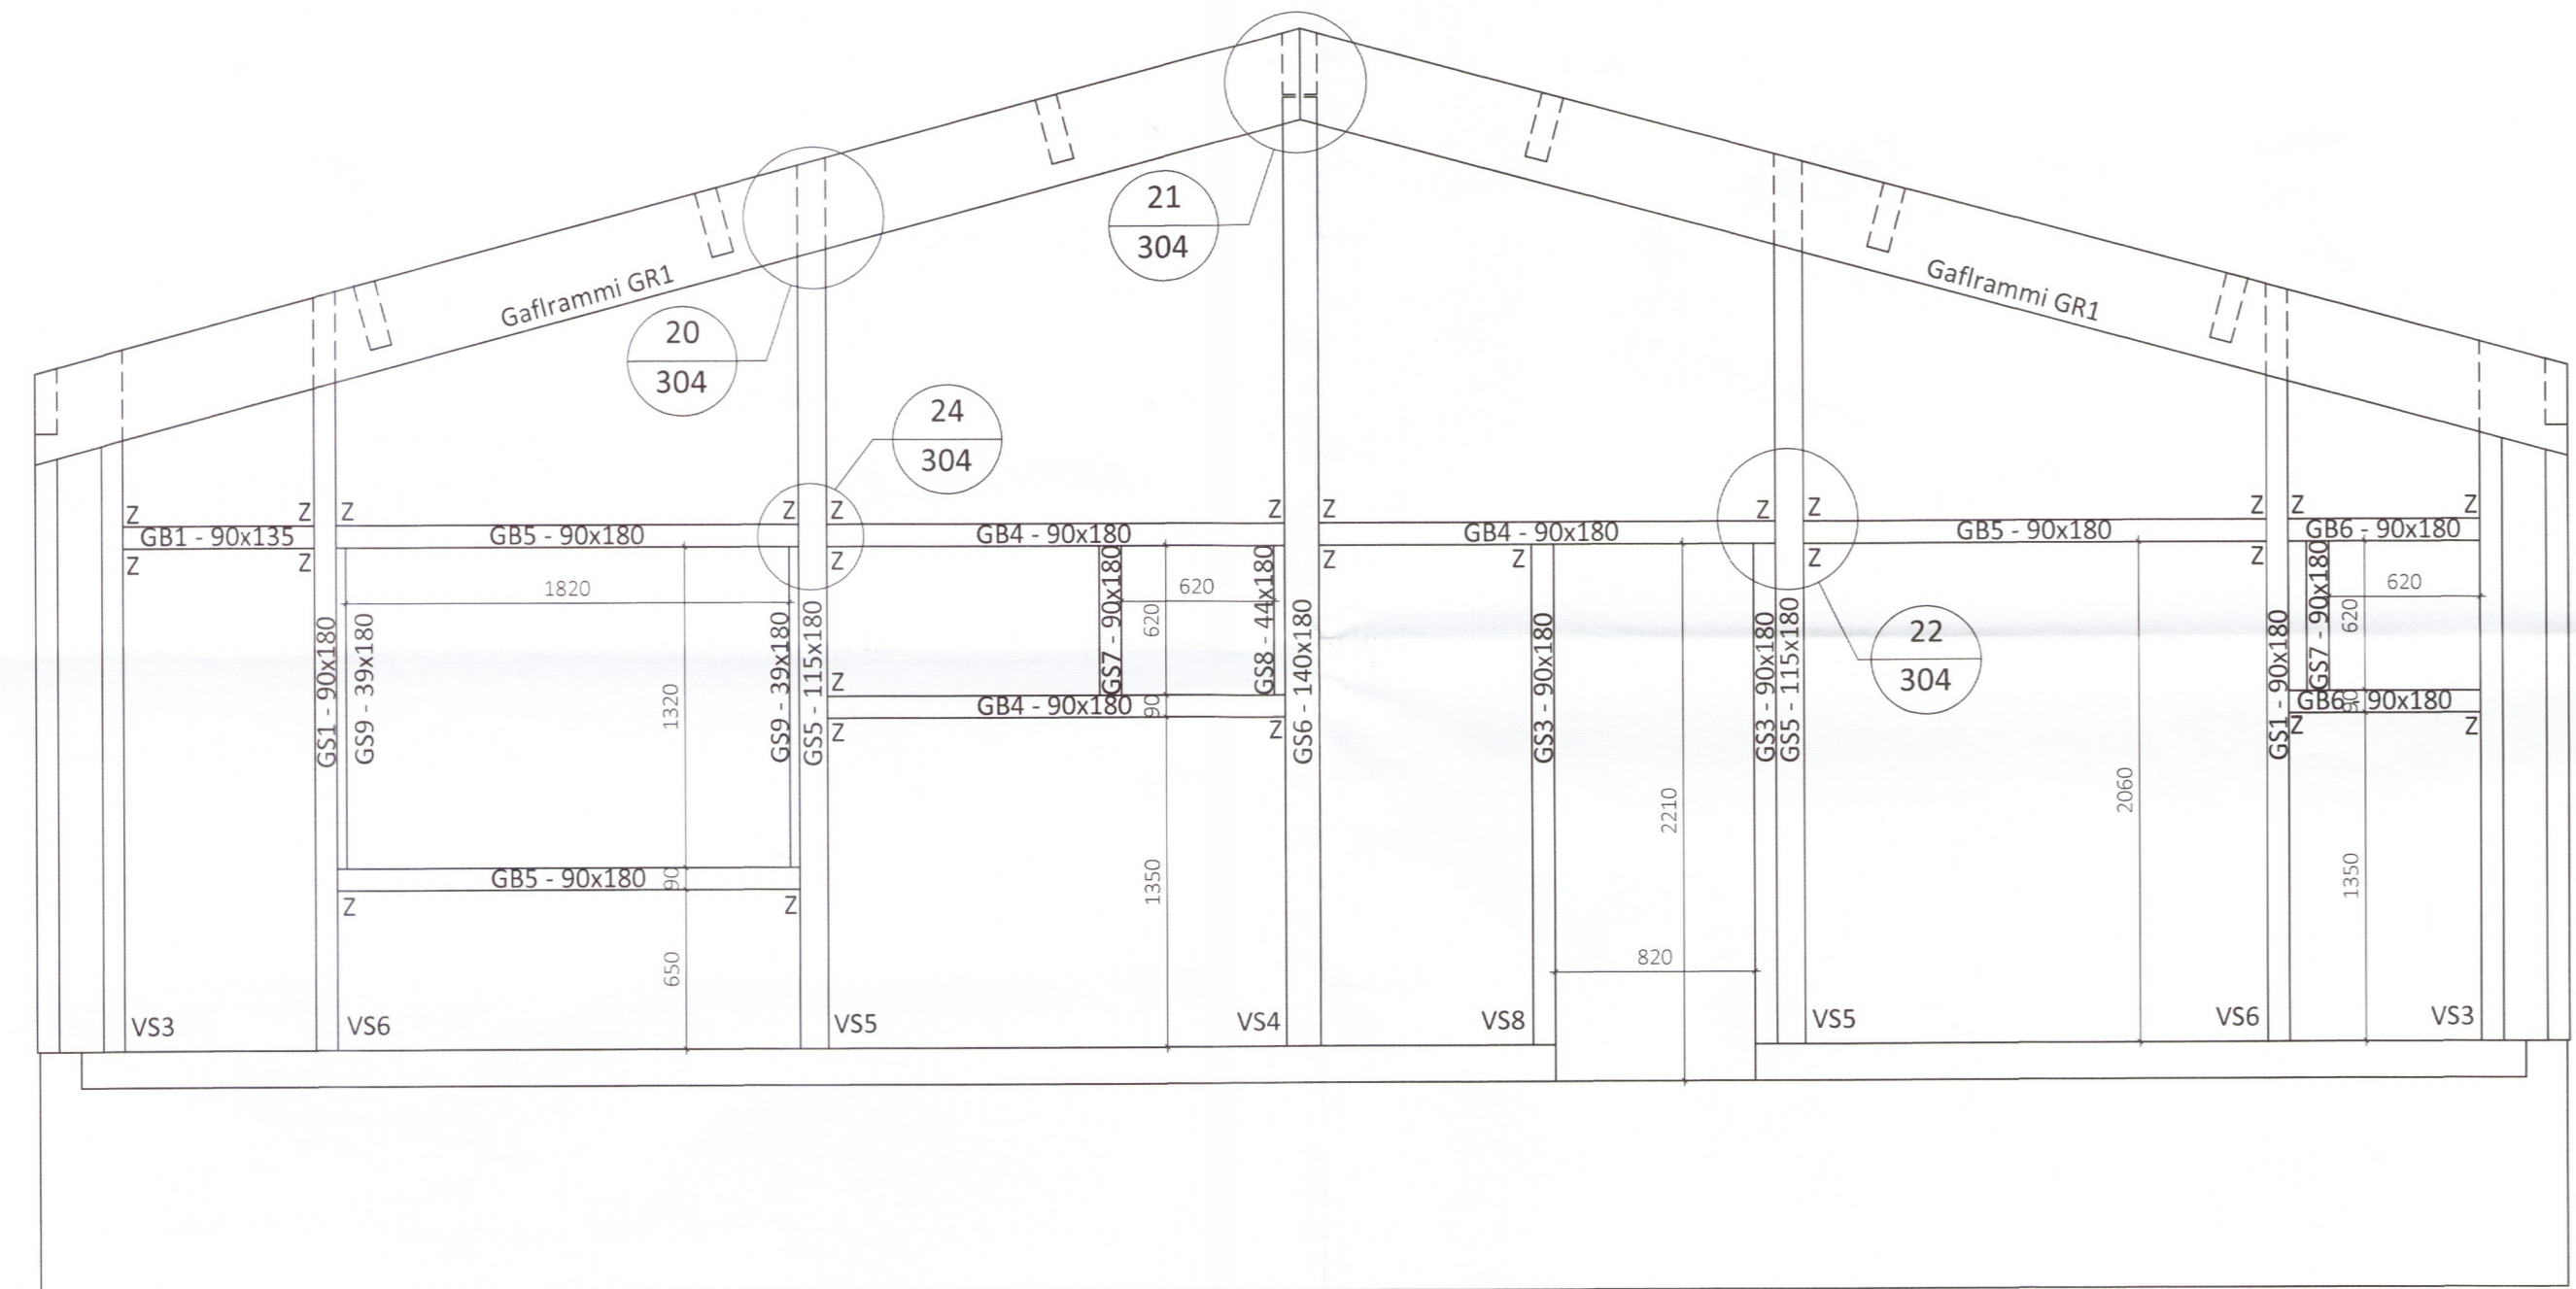 21
304
Gaflrammi GR1
Gaflrammi GR1
20
304
24
304
Z Z Z Z Z Z Z Z Z Z Z Z
GB1 - 90x135
GB5 - 90x180
GB4 - 90x180
GB4 - 90x180
GB5 - 90x180
GB6 - 90x180
Z Z Z Z Z Z Z
1820
620
620
620
620
GS1 - 90x180
GS9 - 39x180
1320
GS9 - 39x180
GS5 - 115x180
GS7 - 90x180
GS8 - 44x180
GS6 - 140x180
GS3 - 90x180
GS3 - 90x180
GS5 - 115x180
22
304
GS1 - 90x180
GS7 - 90x180
Z
GB4 - 90x180
90
GB6 - 90x180
90
Z Z Z Z
2210
2060
GB5 - 90x180
90
1350
1350
Z Z
650
820
VS3
VS6
VS5
VS4
VS8
VS5
VS6
VS3